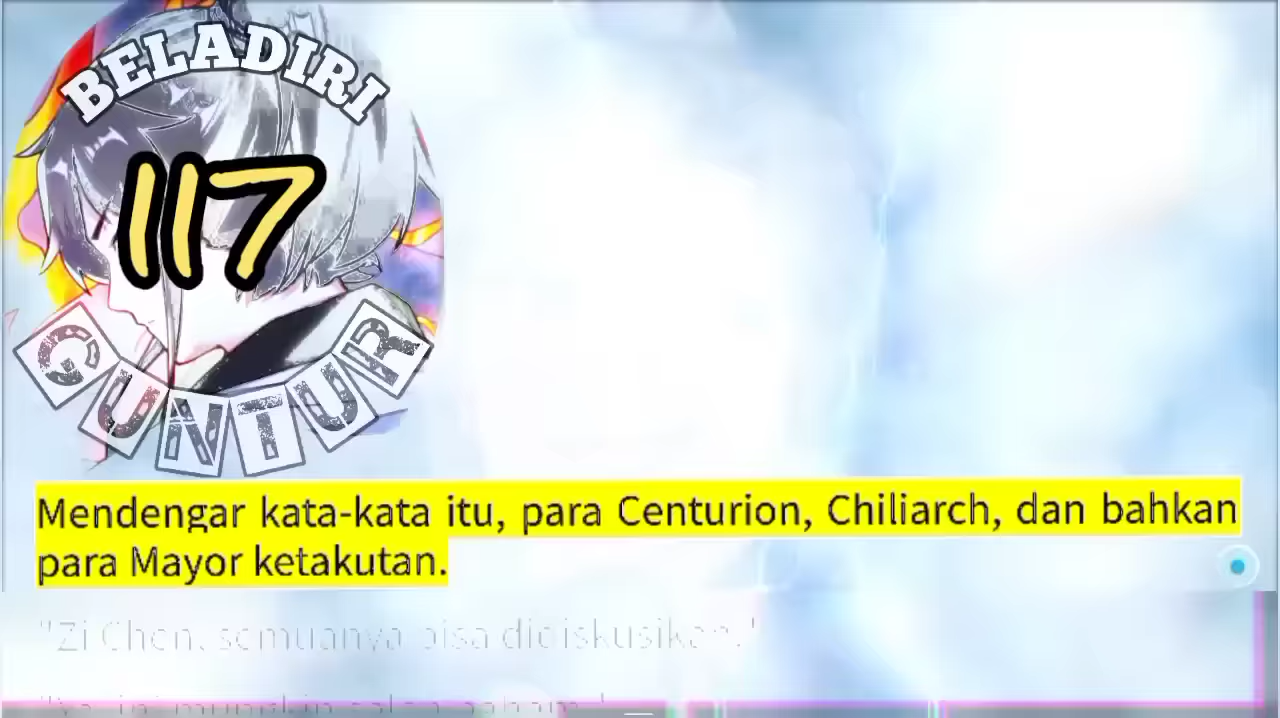 BELADIRI
117
GUNTUR
Mendengar kata-kata itu, para Centurion, Chiliarch, dan bahkan
para Mayor ketakutan.
"Zi Chen, semuanya bisa didiskusikan."